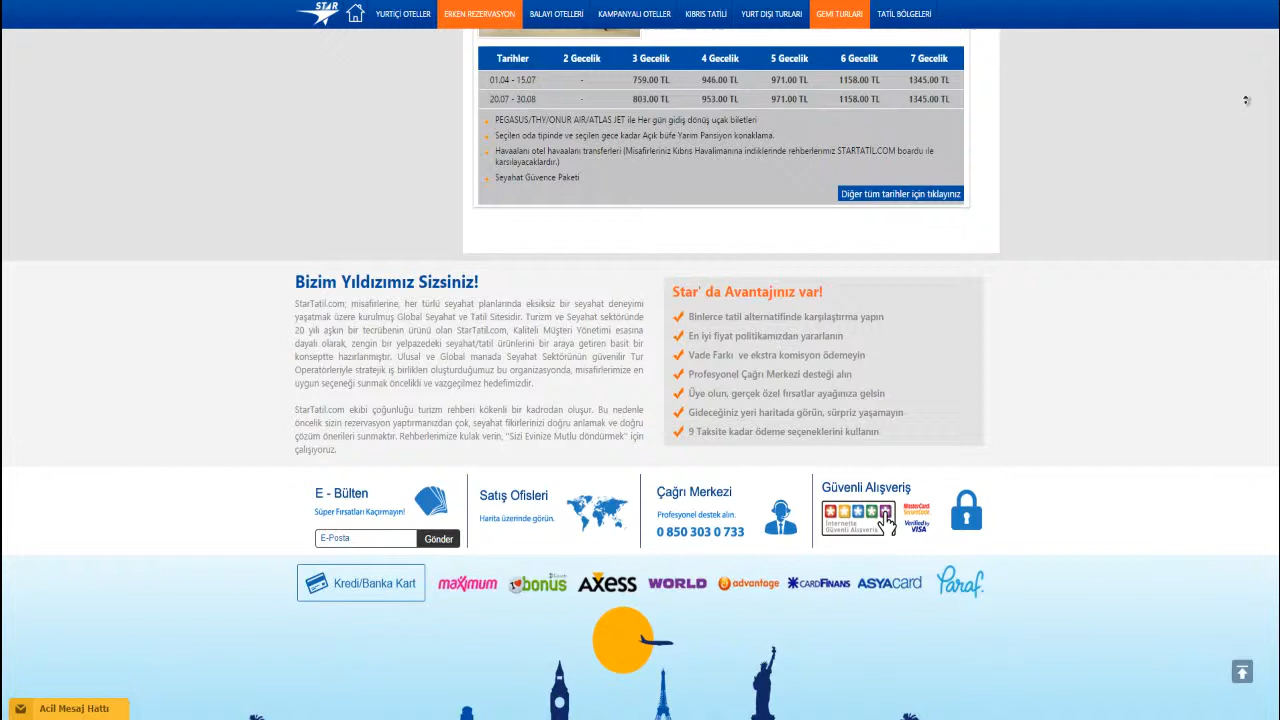 STAR
YURTİÇİ OTELLER
ERKEN REZERVASYON
BALAYI OTELLERİ
KAMPANYALI OTELLER
KIBRIS TATİLİ
YURT DIŞI TURLARI
GEMİ TURLARI
TATİL BÖLGELERİ
Tarihler 2 Gecelik 3 Gecelik 4 Gecelik 5 Gecelik 6 Gecelik 7 Gecelik
01.04 - 15.07 - 759.00 TL 946.00 TL 971.00 TL 1158.00 TL 1345.00 TL
20.07 - 30.08 - 803.00 TL 953.00 TL 971.00 TL 1158.00 TL 1345.00 TL
PEGASUS/THY/ONUR AIR/ATLAS JET ile Her gün gidiş dönüş uçak biletleri
Seçilen oda tipinde ve seçilen gece kadar Açık büfe Yarım Pansiyon konaklama.
Havaalanı otel havaalanı transferleri (Misafirleriniz Kıbrıs Havalimanına indiklerinde rehberlerimiz STARTATİL.COM boardu ile
karşılayacaklardır.)
Seyahat Güvence Paketi
Diğer tüm tarihler için tıklayınız
Bizim Yıldızımız Sizsiniz!
StarTatil.com; misafirlerine, her türlü seyahat planlarında eksiksiz bir seyahat deneyimi
yaşatmak üzere kurulmuş Global Seyahat ve Tatil Sitesidir. Turizm ve Seyahat sektöründe
20 yılı aşkın bir tecrübenin ürünü olan StarTatil.com, Kaliteli Müşteri Yönetimi esasına
dayalı olarak, zengin bir yelpazedeki seyahat/tatil ürünlerini bir araya getiren basit bir
konseptte hazırlanmıştır. Ulusal ve Global manada Seyahat Sektörünün güvenilir Tur
Operatörleriyle stratejik iş birlikleri oluşturduğumuz bu organizasyonda, misafirlerimize en
uygun seçeneği sunmak öncelikli ve vazgeçilmez hedefimizdir.
StarTatil.com ekibi çoğunluğu turizm rehberi kökenli bir kadrodan oluşur. Bu nedenle
öncelik sizin rezervasyon yaptırmanızdan çok, seyahat fikirlerinizi doğru anlamak ve doğru
çözüm önerileri sunmaktır. Rehberlerimize kulak verin, "Sizi Evinize Mutlu döndürmek" için
çalışıyoruz.
Star' da Avantajınız var!
Binlerce tatil alternatifinde karşılaştırma yapın
En iyi fiyat politikamızdan yararlanın
Vade Farkı ve ekstra komisyon ödemeyin
Profesyonel Çağrı Merkezi desteği alın
Üye olun, gerçek özel fırsatlar ayağınıza gelsin
Gideceğiniz yeri haritada görün, sürpriz yaşamayın
9 Taksite kadar ödeme seçeneklerini kullanın
E - Bülten
Süper Fırsatları Kaçırmayın!
E-Posta
Gönder
Satış Ofisleri
Harita üzerinde görün.
Çağrı Merkezi
Profesyonel destek alın.
0 850 303 0 733
Güvenli Alışveriş
İnternette
Güvenli Alışveriş
MasterCard
SecureCode
Verified by
VISA
Kredi/Banka Kart
maximum
bonus
AXESS
WORLD
advantage
CARDFINANS
ASYACARD
Paraf.
Acil Mesaj Hattı